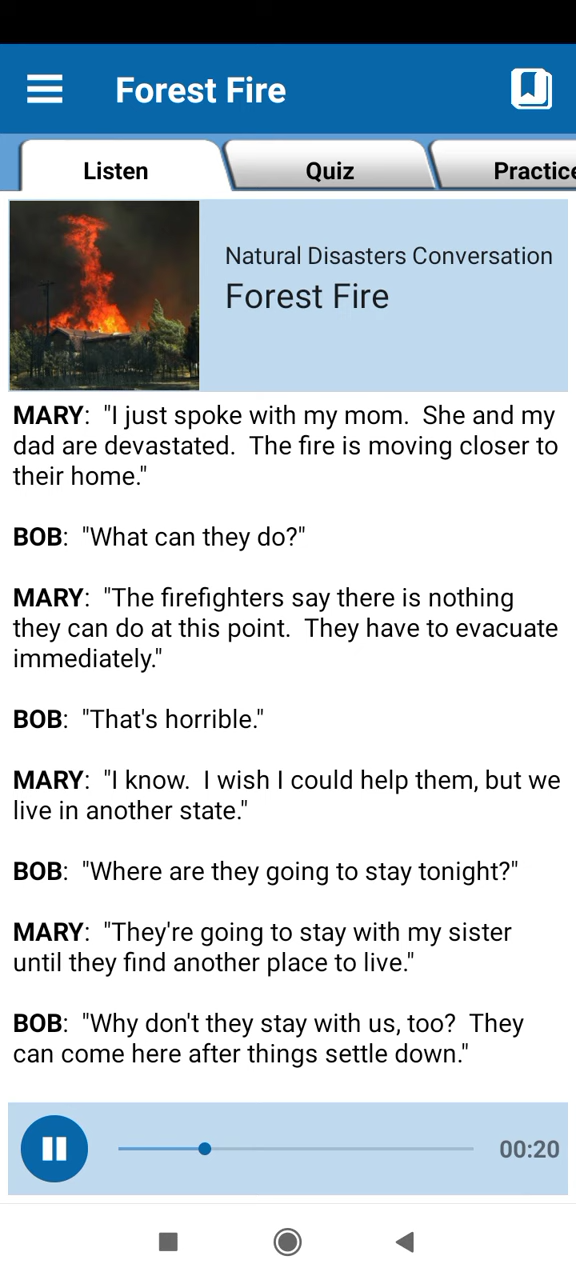 Forest Fire
Listen
Quiz
Practice
Natural Disasters Conversation
Forest Fire
MARY:  "I just spoke with my mom.  She and my
dad are devastated.  The fire is moving closer to
their home."
BOB:  "What can they do?"
MARY:  "The firefighters say there is nothing
they can do at this point.  They have to evacuate
immediately."
BOB:  "That's horrible."
MARY:  "I know.  I wish I could help them, but we
live in another state."
BOB:  "Where are they going to stay tonight?"
MARY:  "They're going to stay with my sister
until they find another place to live."
BOB:  "Why don't they stay with us, too?  They
can come here after things settle down."
00:20